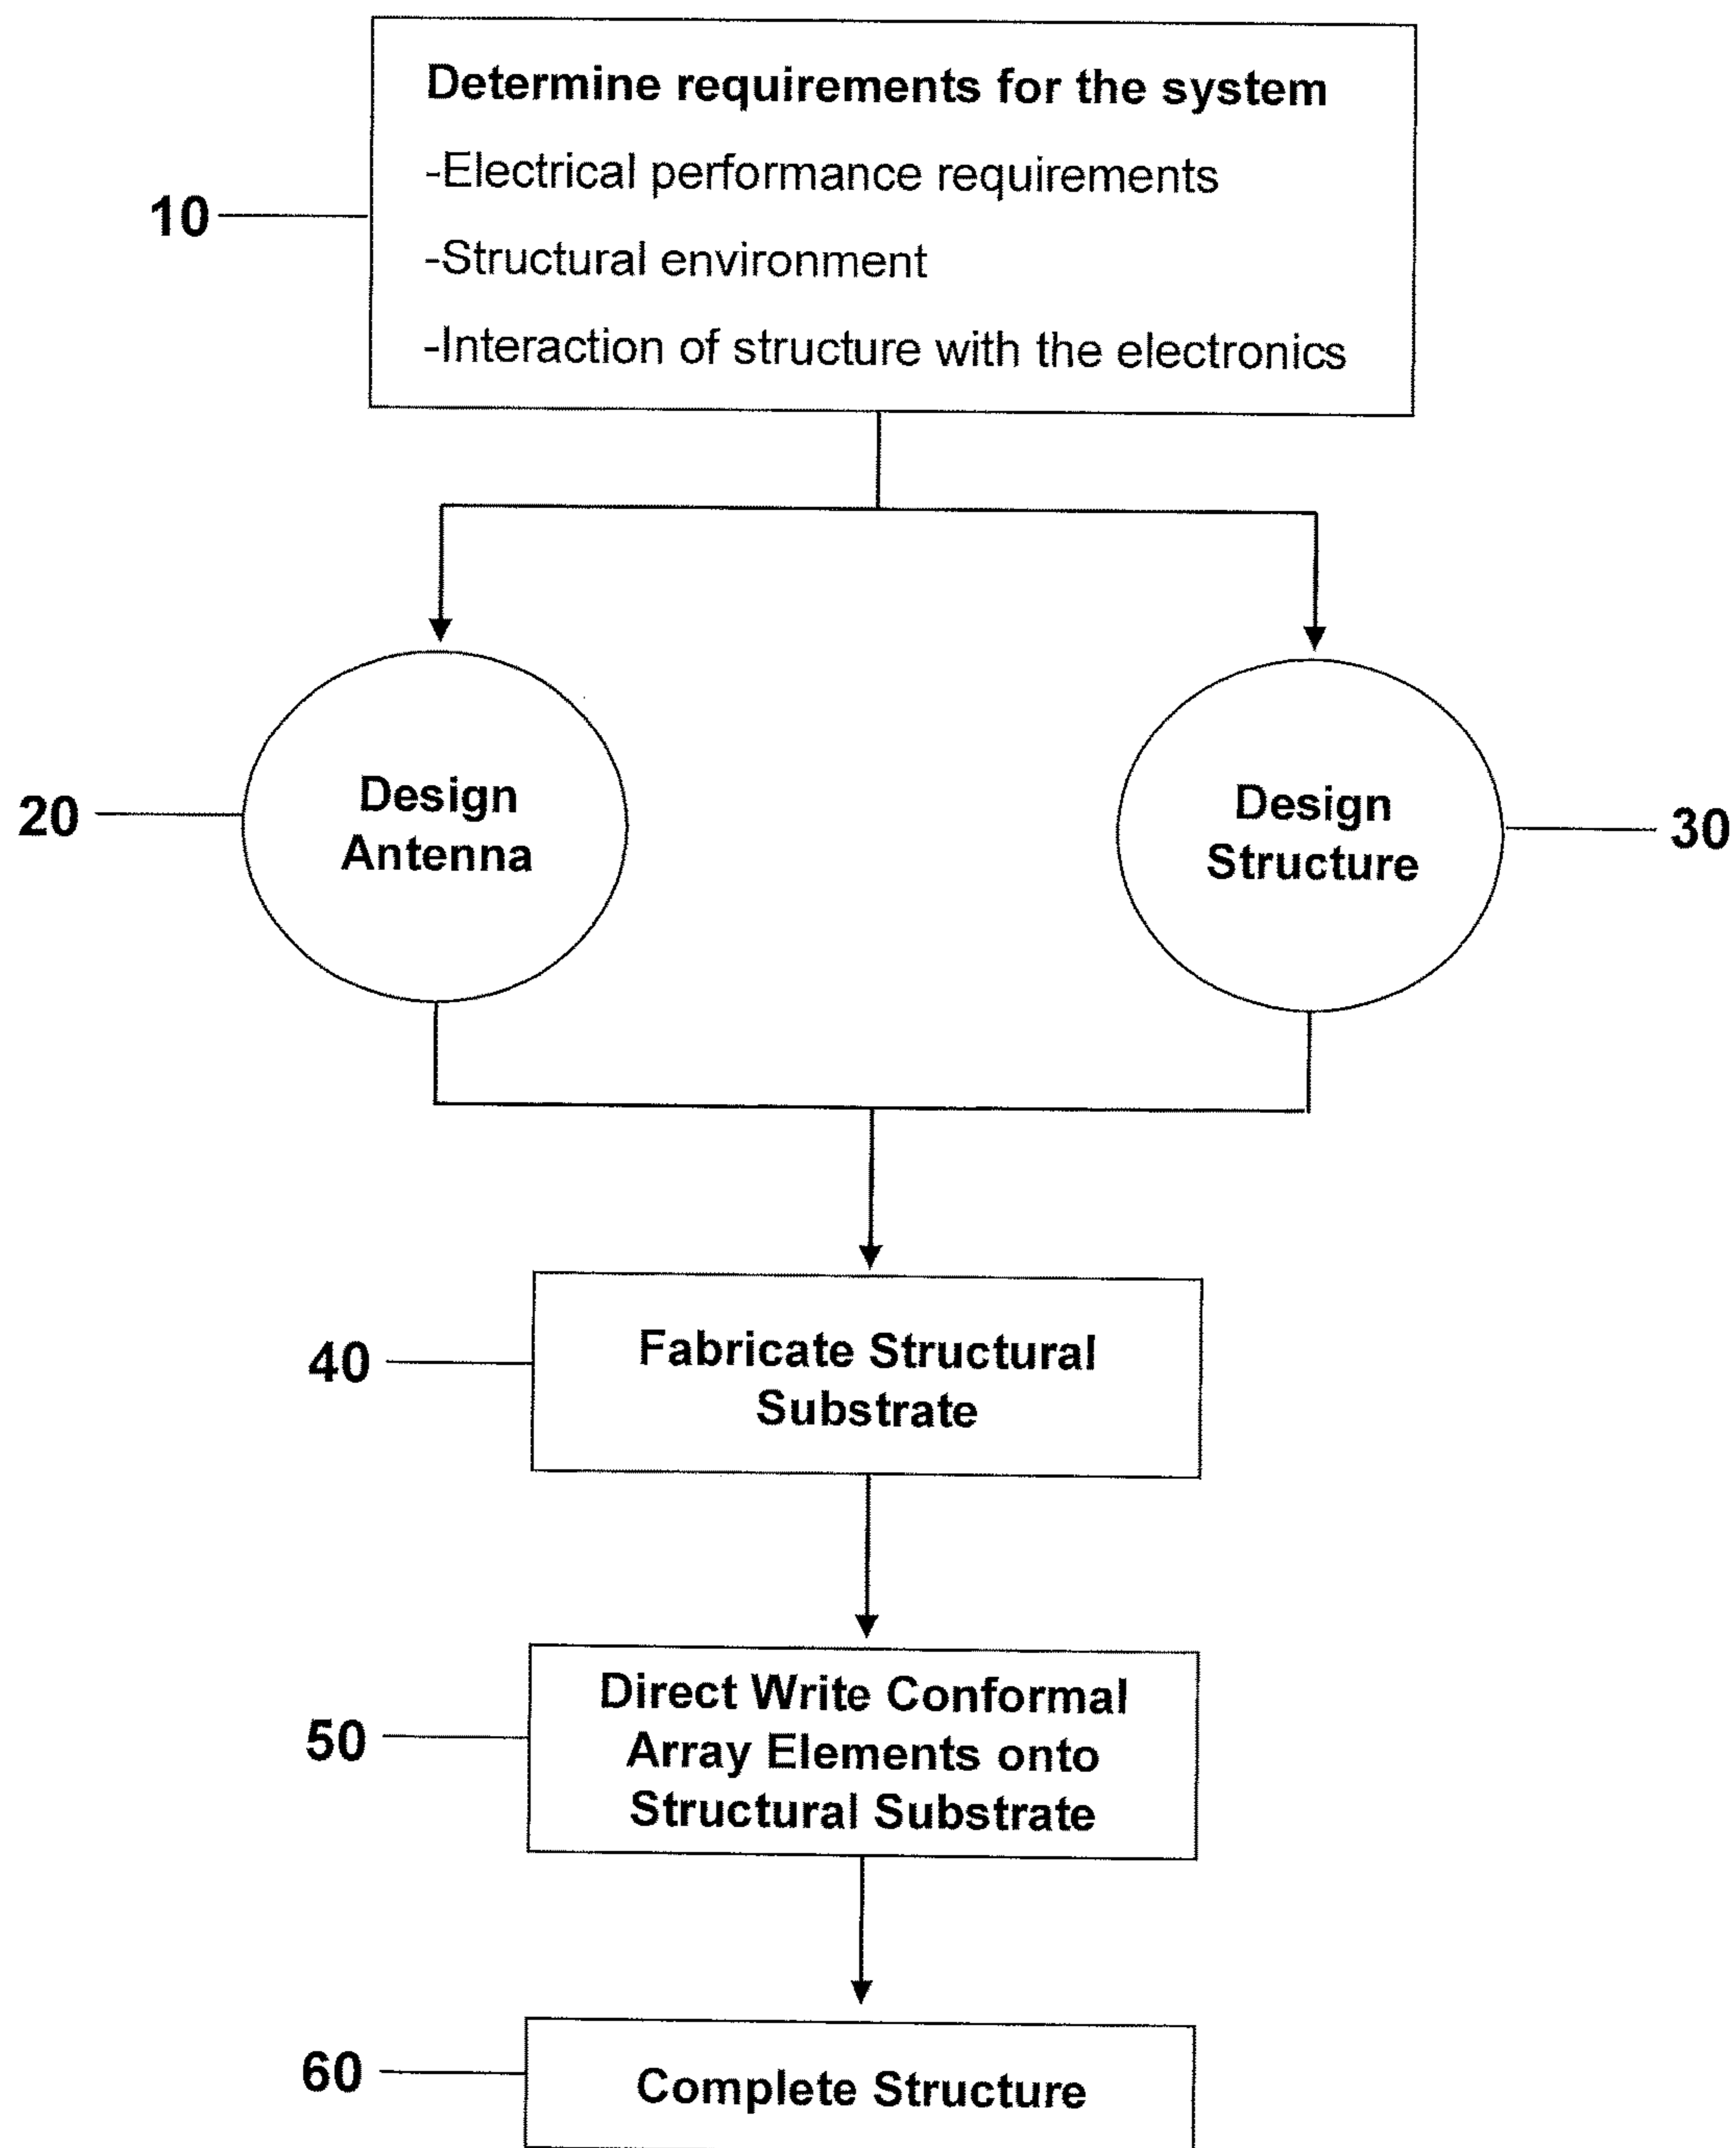 Determine requirements for the system
-Electrical performance requirements
10
-Structural environment
-Interaction of structure with the electronics
Design
Antenna
20
Design
Structure
30
Fabricate Structural
Substrate
40
Direct Write Conformal
Array Elements onto
Structural Substrate
50
Complete Structure
60